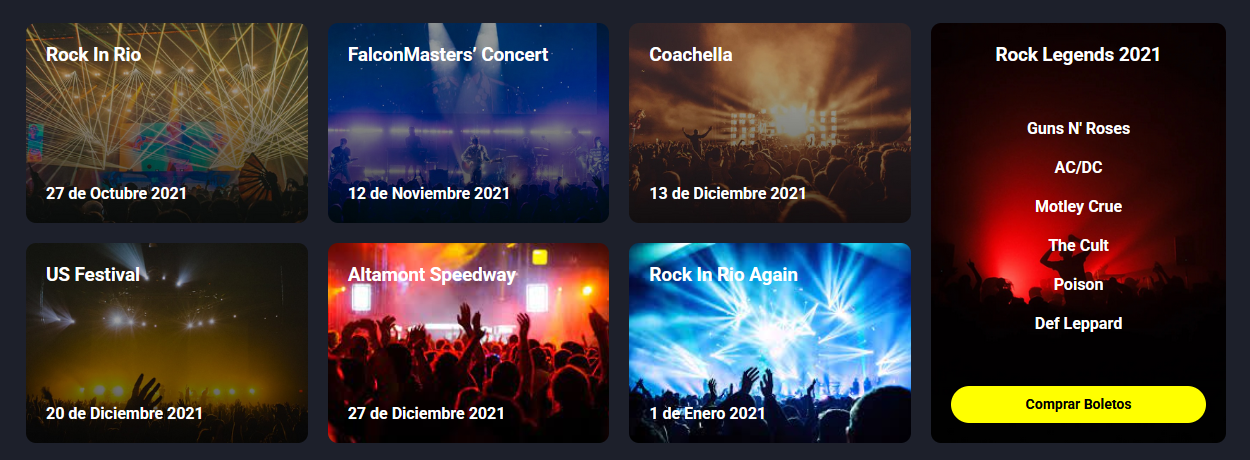 Rock In Rio
27 de Octubre 2021
FalconMasters' Concert
12 de Noviembre 2021
Coachella
13 de Diciembre 2021
US Festival
20 de Diciembre 2021
Altamont Speedway
27 de Diciembre 2021
Rock In Rio Again
1 de Enero 2021
Rock Legends 2021
Guns N' Roses
AC/DC
Motley Crue
The Cult
Poison
Def Leppard
Comprar Boletos